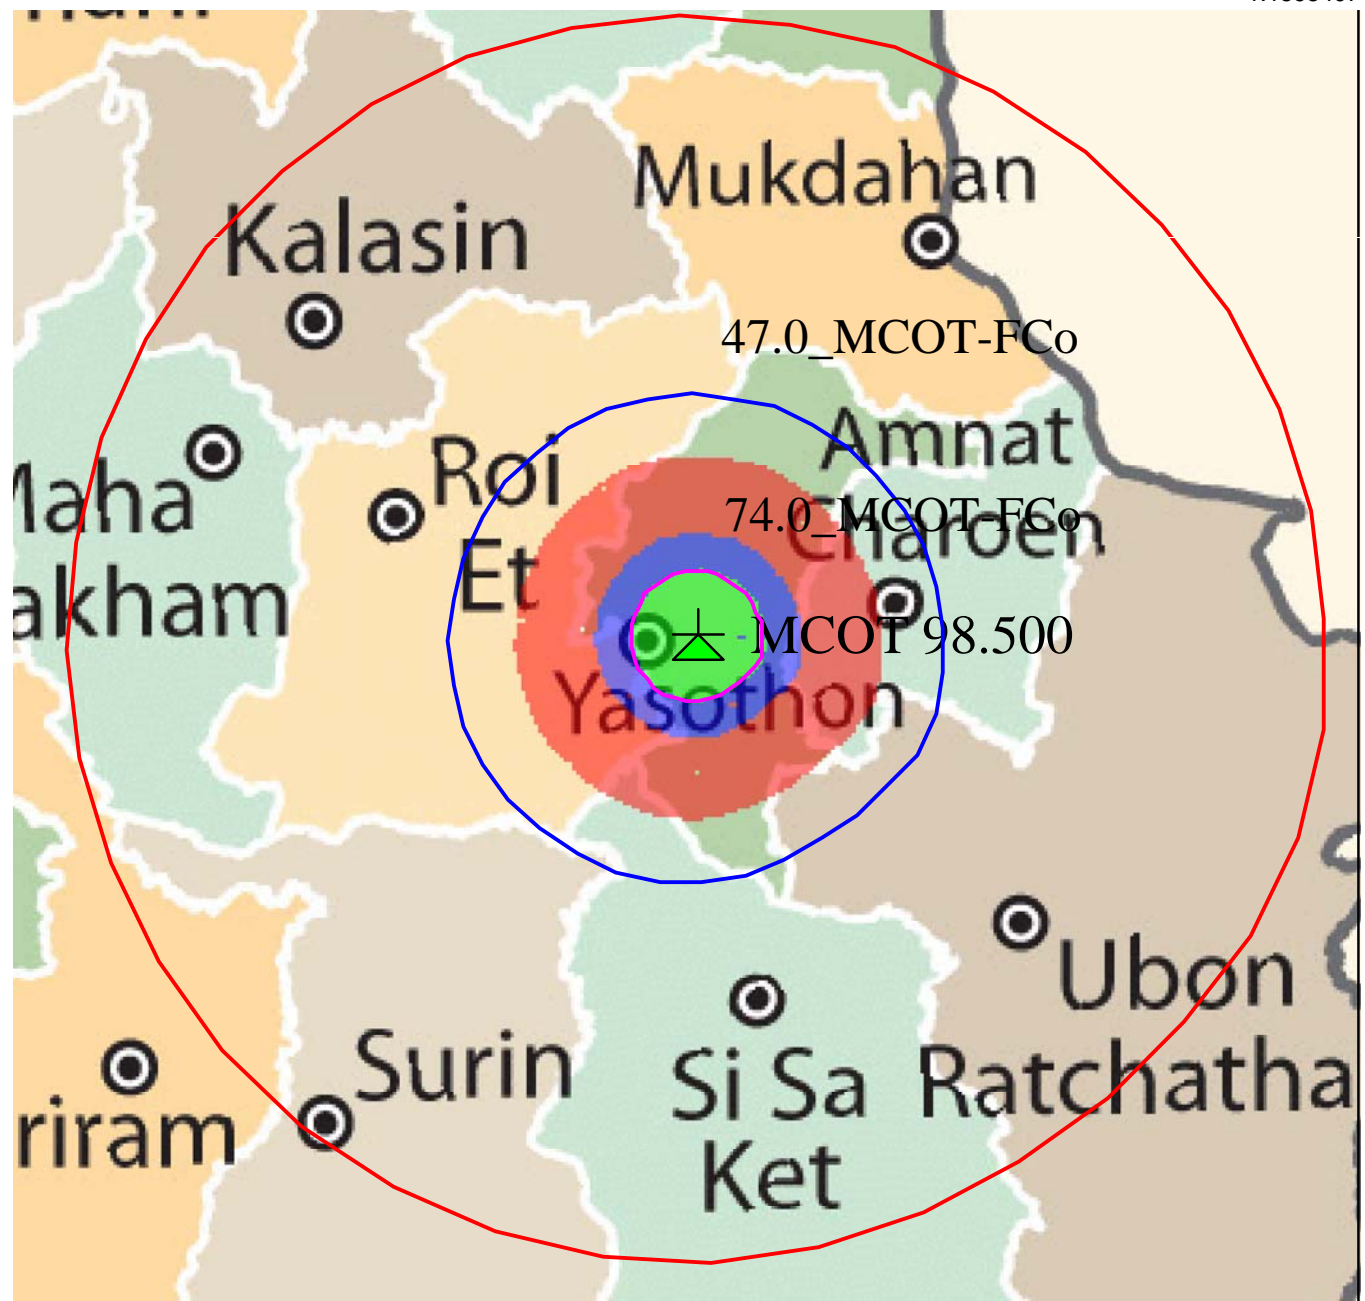 Mukdahan
Kalasin
47.0_MCOT-FCo
Amnat
Roi
Maha
74.0_MCOT-FCo
Charoen
Et
akham
MCOT 98.500
Yasothon
Ubon
Surin
Si Sa
Ratchatha
riram
Ket